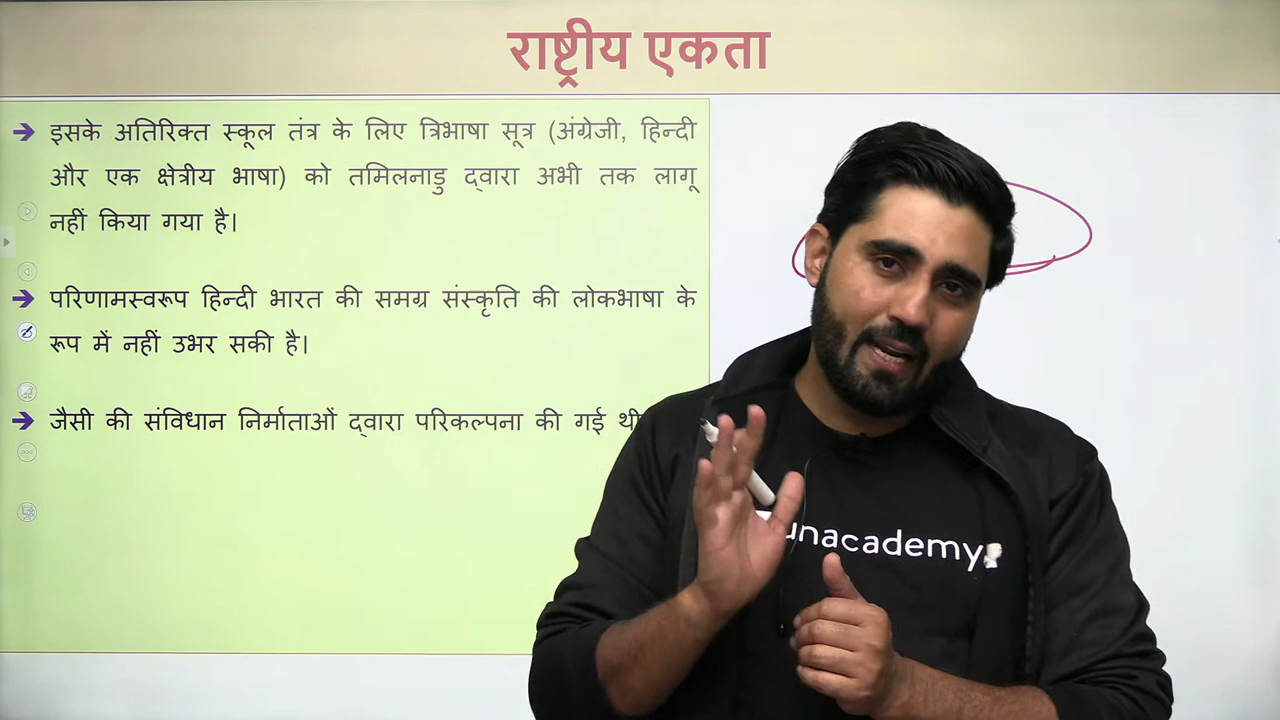 राष्ट्रीय एकता
इसके अतिरिक्त स्कूल तंत्र के लिए त्रिभाषा सूत्र (अंग्रेजी, हिन्दी
और एक क्षेत्रीय भाषा) को तमिलनाडु द्वारा अभी तक लागू
नहीं किया गया है।
परिणामस्वरूप हिन्दी भारत की समग्र संस्कृति की लोकभाषा के
रूप में नहीं उभर सकी है।
जैसी की संविधान निर्माताओं द्वारा परिकल्पना की गई थी
unacademy